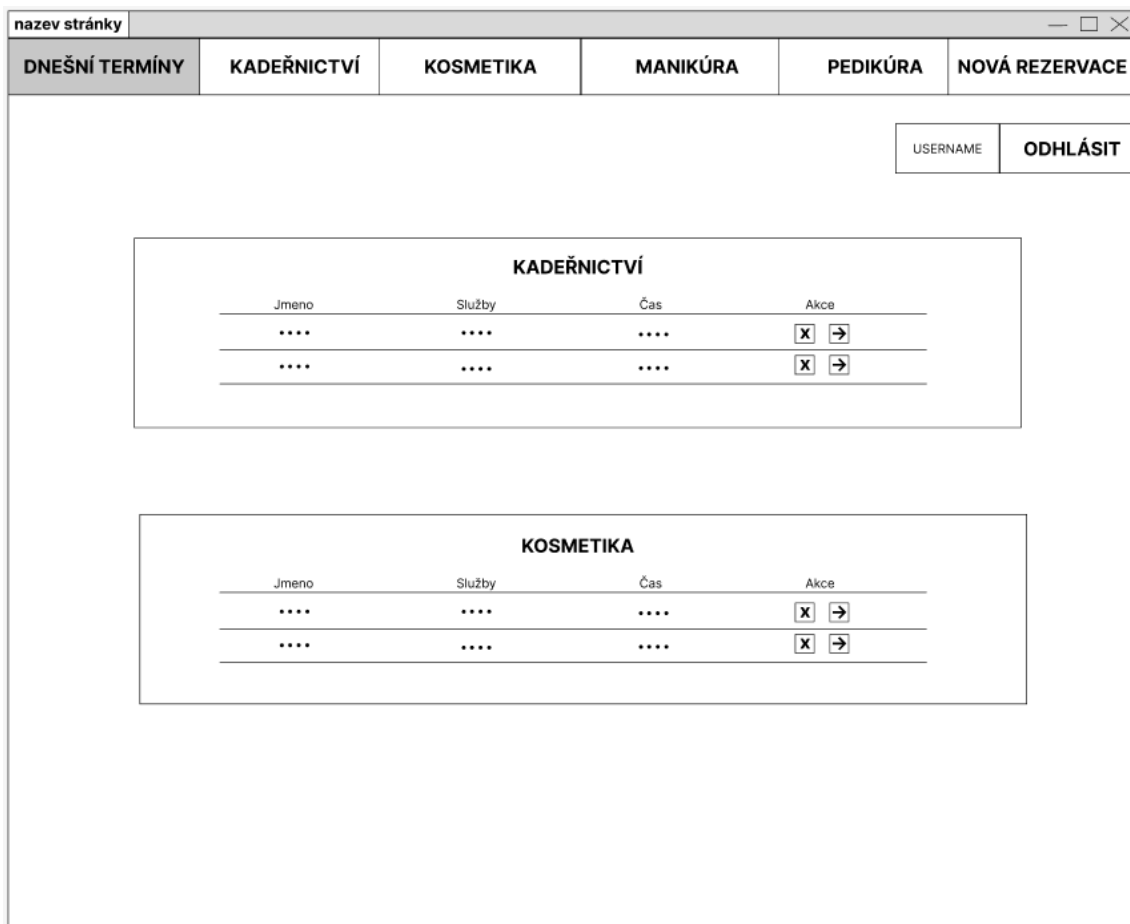 nazev stránky
DNEŠNÍ TERMÍNY KADEŘNICTVÍ KOSMETIKA MANIKÚRA PEDIKÚRA NOVÁ REZERVACE
USERNAME ODHLÁSIT
KADEŘNICTVÍ
Jmeno Služby Čas Akce
•••• •••• •••• X →
•••• •••• •••• X →
KOSMETIKA
Jmeno Služby Čas Akce
•••• •••• •••• X →
•••• •••• •••• X →